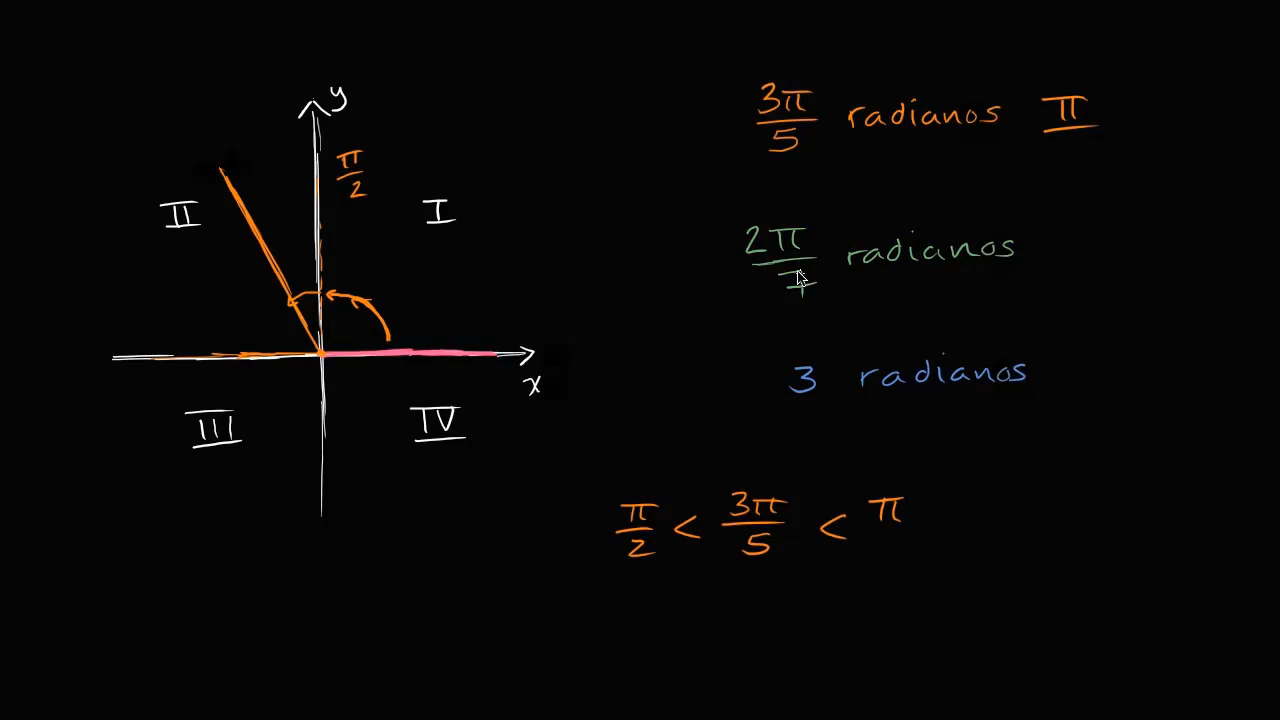 y
π/2
II
I
x
III
IV
3π/5 radianos π
2π/7 radianos
3 radianos
π/2 < 3π/5 < π